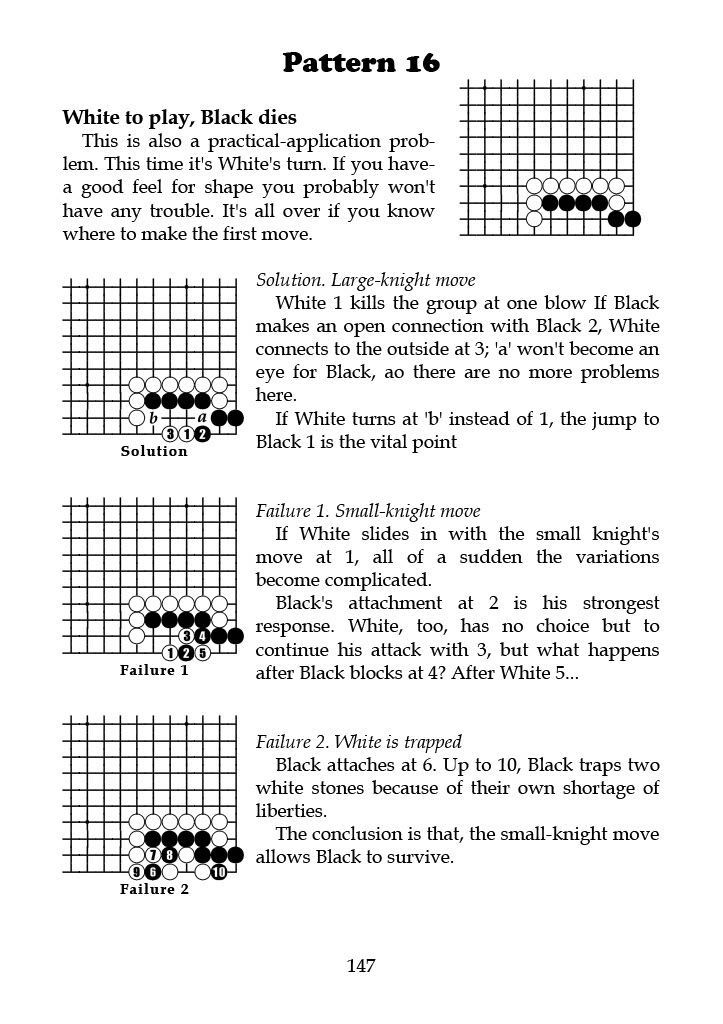 Pattern 16
White to play, Black dies
This is also a practical-application prob-
lem. This time it's White's turn. If you have-
a good feel for shape you probably won't
have any trouble. It's all over if you know
where to make the first move.
Solution. Large-knight move
White 1 kills the group at one blow If Black
makes an open connection with Black 2, White
connects to the outside at 3; 'a' won't become an
eye for Black, ao there are no more problems
here.
If White turns at 'b' instead of 1, the jump to
Black 1 is the vital point
b a
3 1 2
Solution
Failure 1. Small-knight move
If White slides in with the small knight's
move at 1, all of a sudden the variations
become complicated.
Black's attachment at 2 is his strongest
response. White, too, has no choice but to
continue his attack with 3, but what happens
after Black blocks at 4? After White 5...
3 4
1 2 5
Failure 1
Failure 2. White is trapped
Black attaches at 6. Up to 10, Black traps two
white stones because of their own shortage of
liberties.
The conclusion is that, the small-knight move
allows Black to survive.
7 8
9 6 10
Failure 2
147